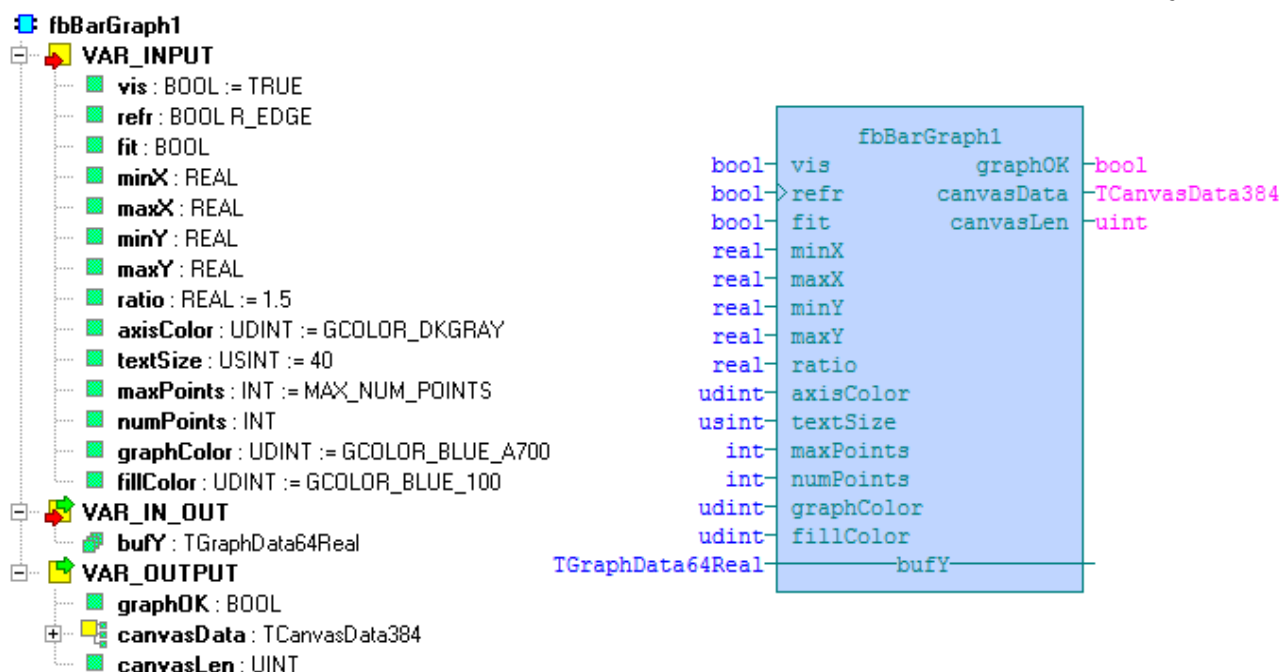 fbBarGraph1
VAR_INPUT
vis : BOOL := TRUE
refr : BOOL R_EDGE
fit : BOOL
minX : REAL
maxX : REAL
minY : REAL
maxY : REAL
ratio : REAL := 1.5
axisColor : UDINT := GCOLOR_DKGRAY
textSize : USINT := 40
maxPoints : INT := MAX_NUM_POINTS
numPoints : INT
graphColor : UDINT := GCOLOR_BLUE_A700
fillColor : UDINT := GCOLOR_BLUE_100
VAR_IN_OUT
bufY : TGraphData64Real
VAR_OUTPUT
graphOK : BOOL
canvasData : TCanvasData384
canvasLen : UINT
fbBarGraph1
bool vis graphOK bool
bool refr canvasData TCanvasData384
bool fit canvasLen uint
real minX
real maxX
real minY
real maxY
real ratio
udint axisColor
usint textSize
int maxPoints
int numPoints
udint graphColor
udint fillColor
TGraphData64Real bufY